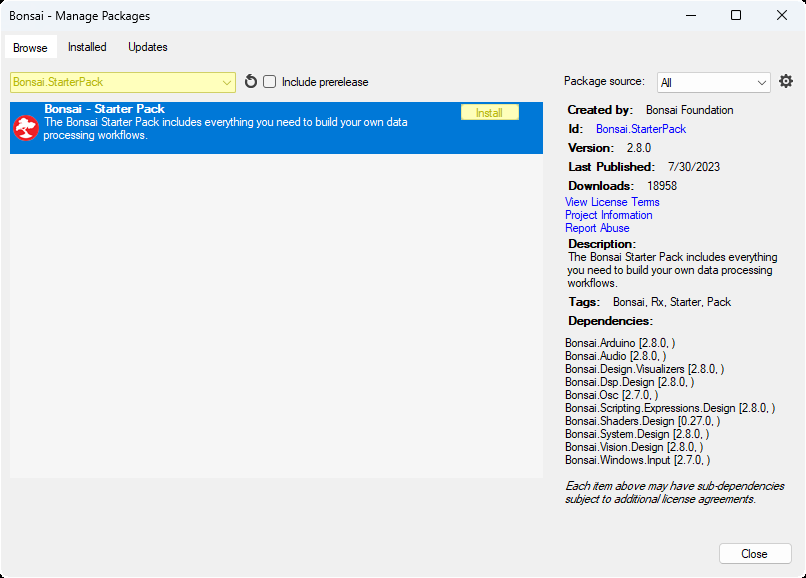 Bonsai - Manage Packages
Browse Installed Updates
Bonsai.StarterPack
Include prerelease
Package source: All
Bonsai - Starter Pack
Install
The Bonsai Starter Pack includes everything you need to build your own data
processing workflows.
Created by: Bonsai Foundation
Id: Bonsai.StarterPack
Version: 2.8.0
Last Published: 7/30/2023
Downloads: 18958
View License Terms
Project Information
Report Abuse
Description:
The Bonsai Starter Pack includes everything
you need to build your own data processing
workflows.
Tags: Bonsai, Rx, Starter, Pack
Dependencies:
Bonsai.Arduino [2.8.0, )
Bonsai.Audio [2.8.0, )
Bonsai.Design.Visualizers [2.8.0, )
Bonsai.Dsp.Design [2.8.0, )
Bonsai.Osc [2.7.0, )
Bonsai.Scripting.Expressions.Design [2.8.0, )
Bonsai.Shaders.Design [0.27.0, )
Bonsai.System.Design [2.8.0, )
Bonsai.Vision.Design [2.8.0, )
Bonsai.Windows.Input [2.7.0, )
Each item above may have sub-dependencies
subject to additional license agreements.
Close